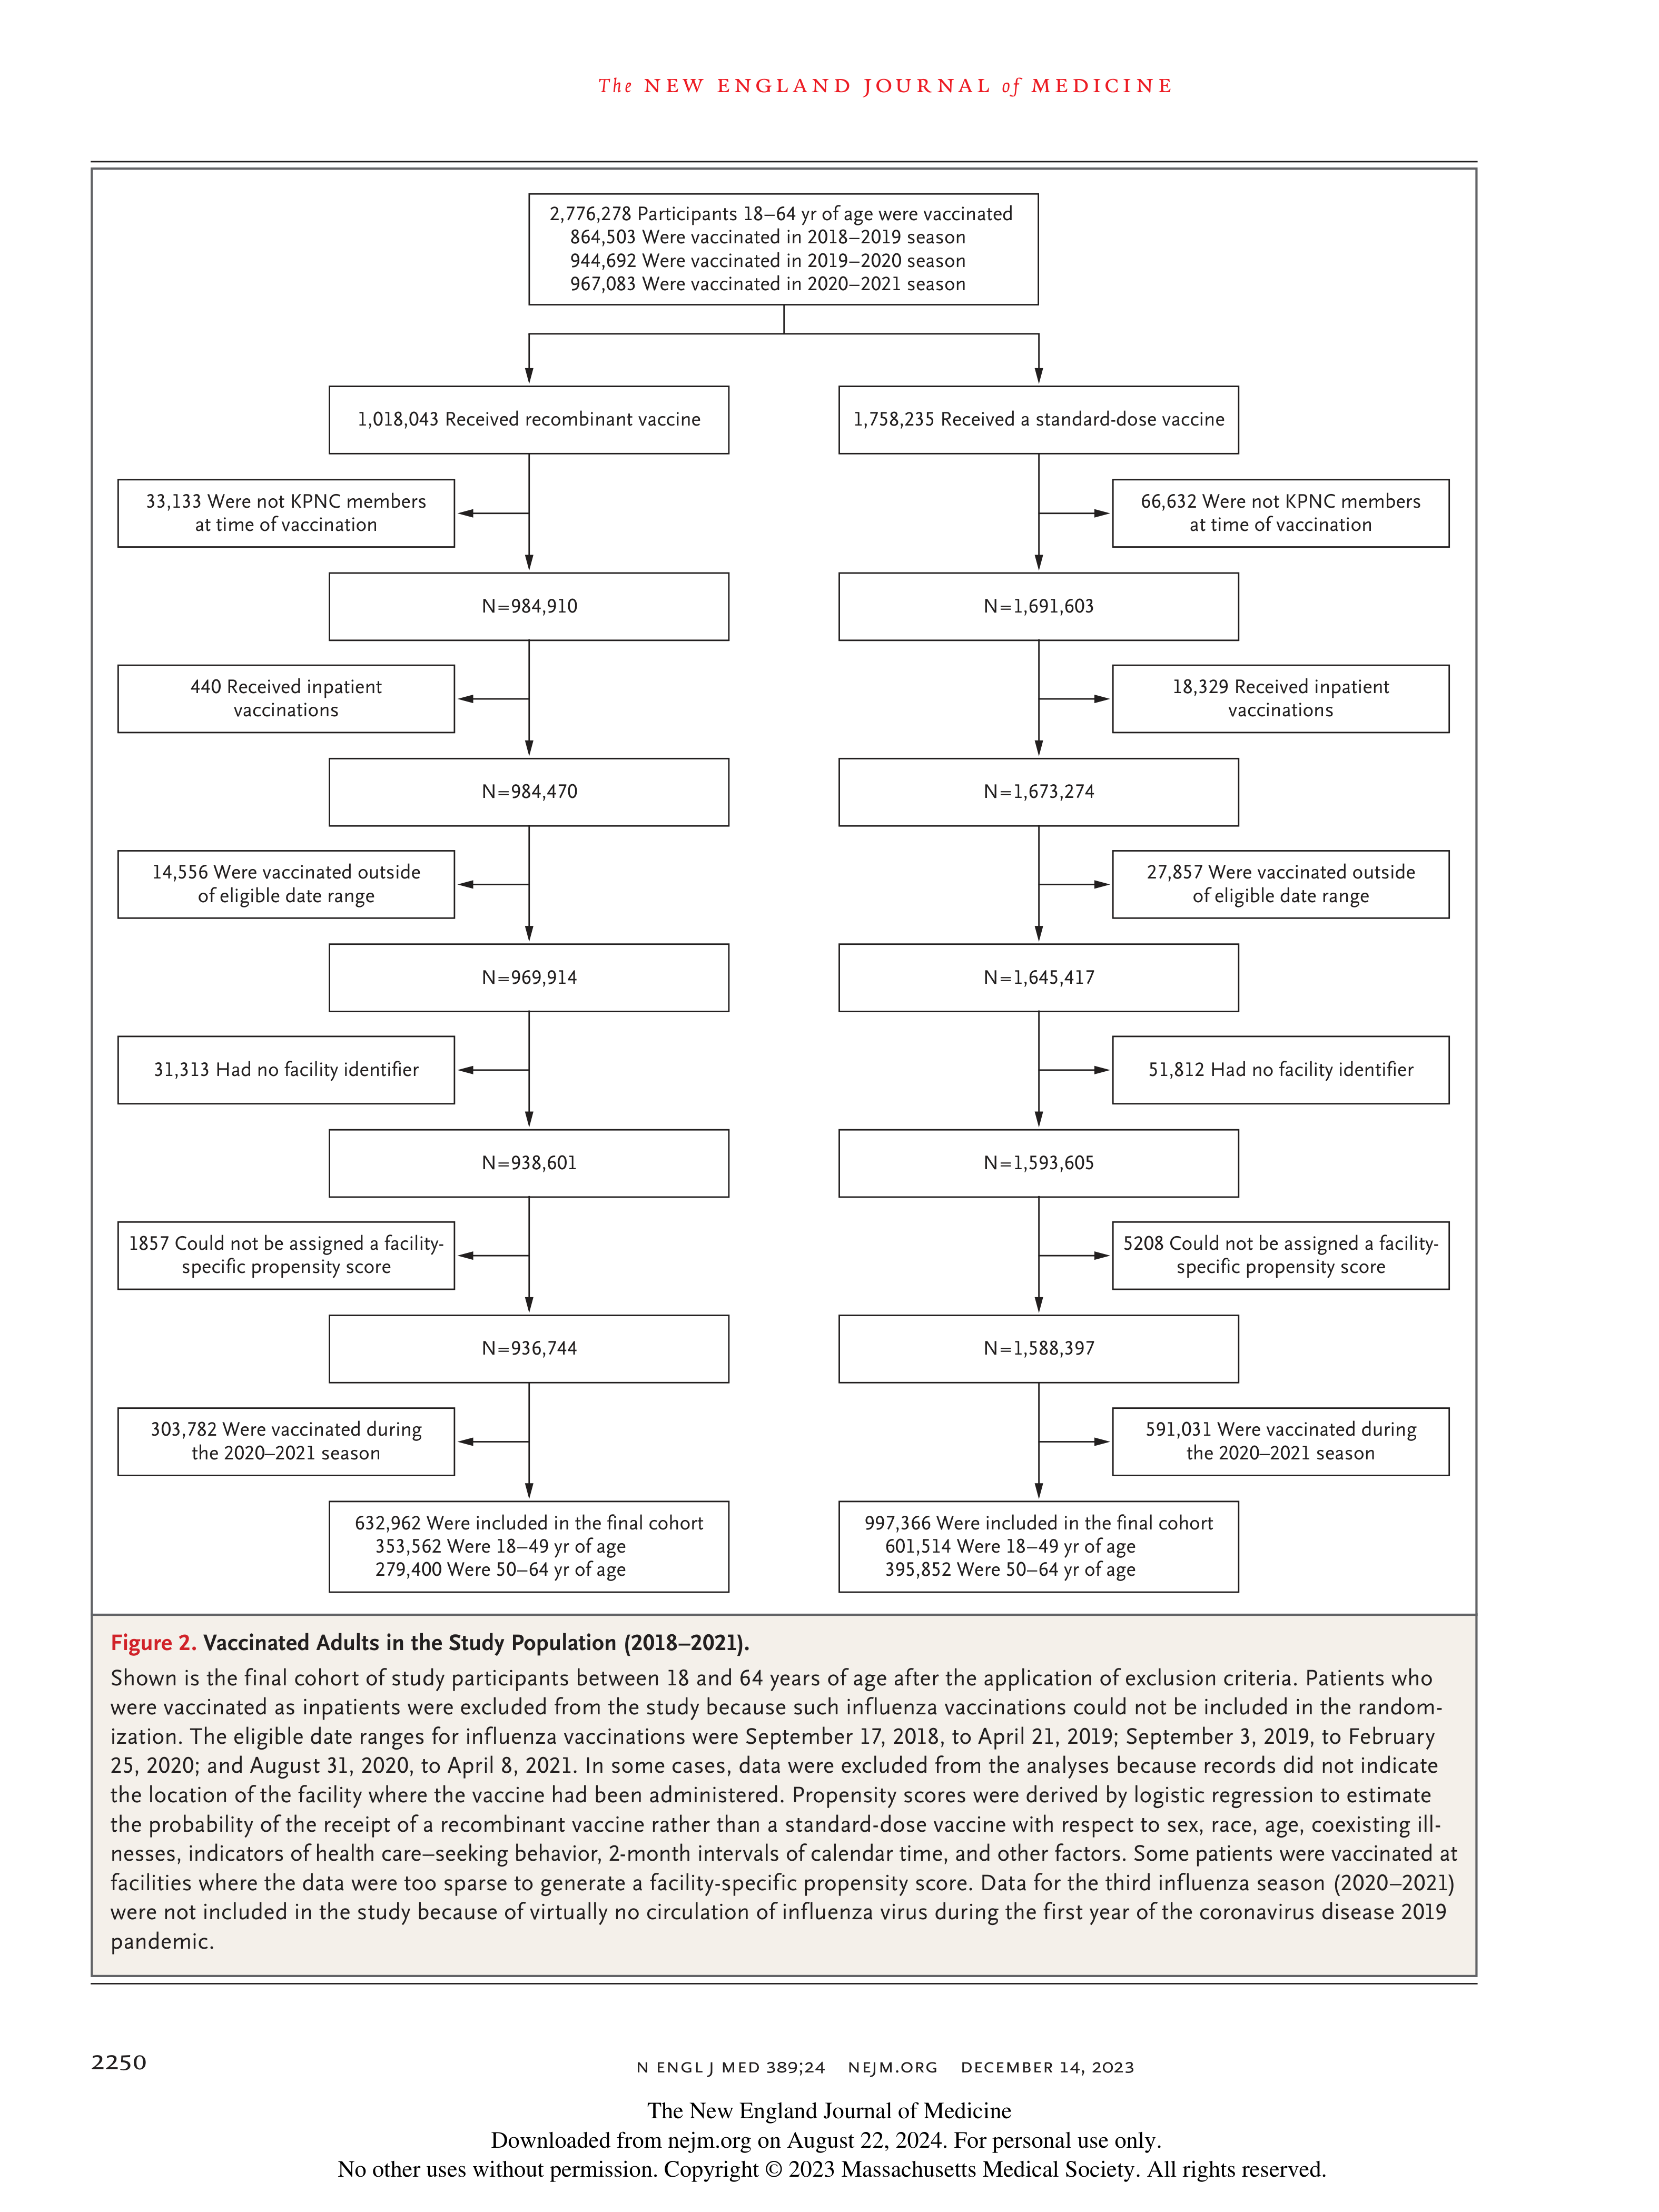 The NEW ENGLAND JOURNAL of MEDICINE
2,776,278 Participants 18–64 yr of age were vaccinated
864,503 Were vaccinated in 2018–2019 season
944,692 Were vaccinated in 2019–2020 season
967,083 Were vaccinated in 2020–2021 season
1,018,043 Received recombinant vaccine
1,758,235 Received a standard-dose vaccine
33,133 Were not KPNC members
at time of vaccination
66,632 Were not KPNC members
at time of vaccination
N=984,910
N=1,691,603
440 Received inpatient
vaccinations
18,329 Received inpatient
vaccinations
N=984,470
N=1,673,274
14,556 Were vaccinated outside
of eligible date range
27,857 Were vaccinated outside
of eligible date range
N=969,914
N=1,645,417
31,313 Had no facility identifier
51,812 Had no facility identifier
N=938,601
N=1,593,605
1857 Could not be assigned a facility-
specific propensity score
5208 Could not be assigned a facility-
specific propensity score
N=936,744
N=1,588,397
303,782 Were vaccinated during
the 2020–2021 season
591,031 Were vaccinated during
the 2020–2021 season
632,962 Were included in the final cohort
353,562 Were 18–49 yr of age
279,400 Were 50–64 yr of age
997,366 Were included in the final cohort
601,514 Were 18–49 yr of age
395,852 Were 50–64 yr of age
Figure 2. Vaccinated Adults in the Study Population (2018–2021).
Shown is the final cohort of study participants between 18 and 64 years of age after the application of exclusion criteria. Patients who
were vaccinated as inpatients were excluded from the study because such influenza vaccinations could not be included in the random-
ization. The eligible date ranges for influenza vaccinations were September 17, 2018, to April 21, 2019; September 3, 2019, to February
25, 2020; and August 31, 2020, to April 8, 2021. In some cases, data were excluded from the analyses because records did not indicate
the location of the facility where the vaccine had been administered. Propensity scores were derived by logistic regression to estimate
the probability of the receipt of a recombinant vaccine rather than a standard-dose vaccine with respect to sex, race, age, coexisting ill-
nesses, indicators of health care–seeking behavior, 2-month intervals of calendar time, and other factors. Some patients were vaccinated at
facilities where the data were too sparse to generate a facility-specific propensity score. Data for the third influenza season (2020–2021)
were not included in the study because of virtually no circulation of influenza virus during the first year of the coronavirus disease 2019
pandemic.
2250
N ENGL J MED 389;24 NEJM.ORG DECEMBER 14, 2023
The New England Journal of Medicine
Downloaded from nejm.org on August 22, 2024. For personal use only.
No other uses without permission. Copyright © 2023 Massachusetts Medical Society. All rights reserved.